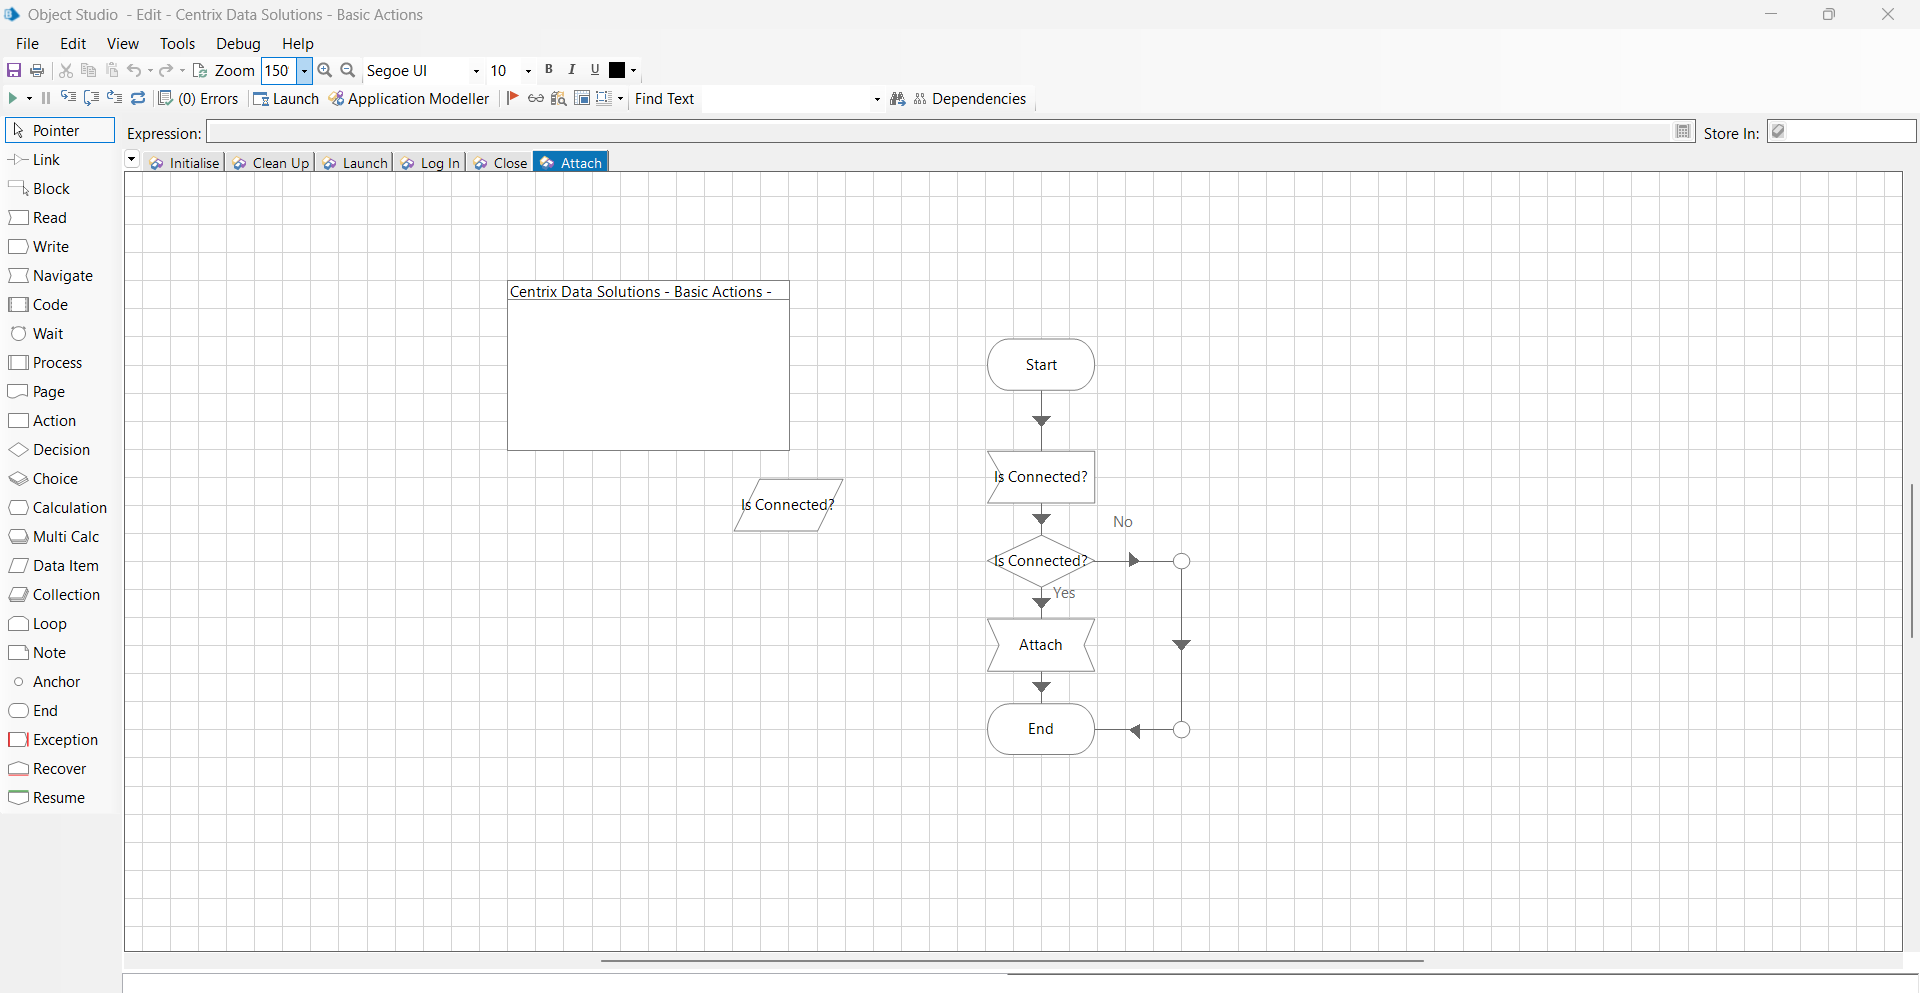 Object Studio - Edit - Centrix Data Solutions - Basic Actions
File Edit View Tools Debug Help
Zoom 150 Segoe UI 10 B I U
(0) Errors Launch Application Modeller Find Text Dependencies
Pointer
Expression: Store In:
Link
Initialise Clean Up Launch Log In Close Attach
Block
Read
Write
Navigate
Code
Wait
Process
Page
Action
Decision
Choice
Calculation
Multi Calc
Data Item
Collection
Loop
Note
Anchor
End
Exception
Recover
Resume
Centrix Data Solutions - Basic Actions -
Is Connected?
Start
Is Connected?
No
Is Connected?
Yes
Attach
End